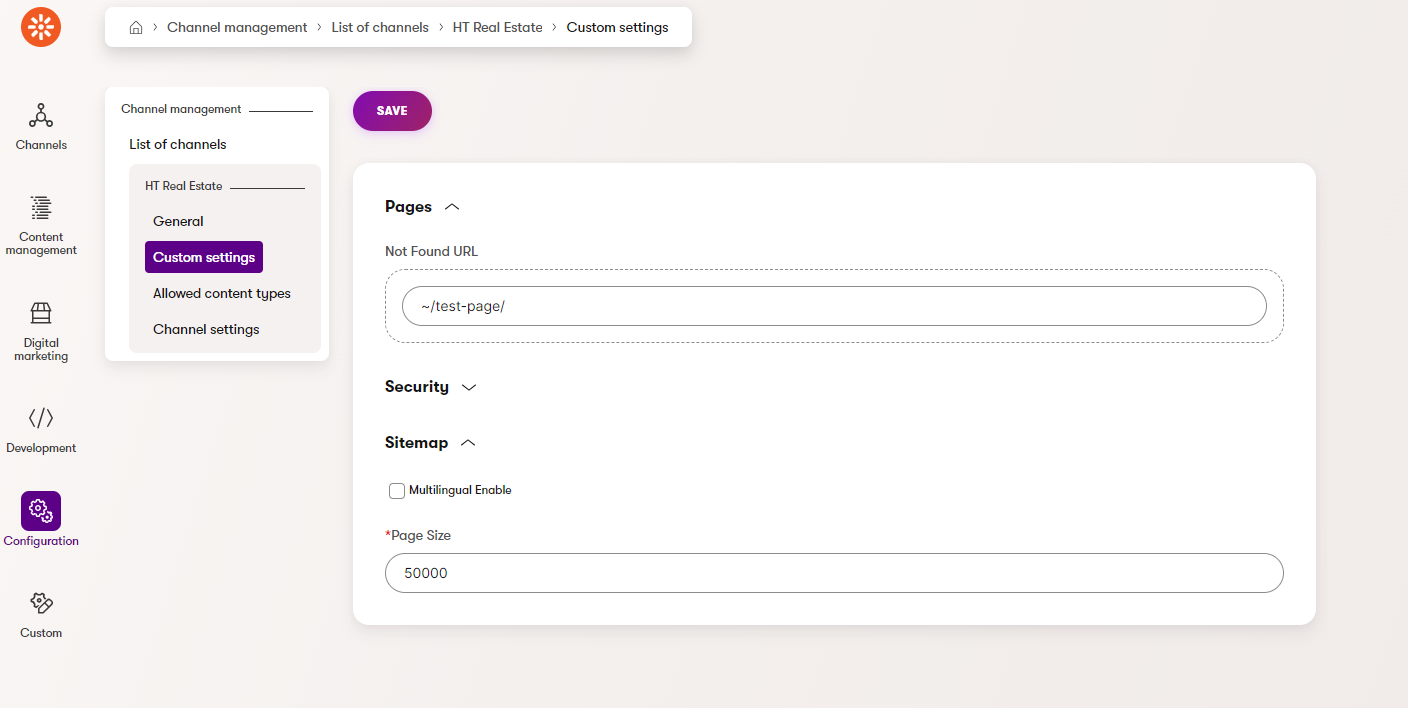 Channel management > List of channels > HT Real Estate > Custom settings
Channels
Content
management
Digital
marketing
Development
Configuration
Custom
Channel management
List of channels
HT Real Estate
General
Custom settings
Allowed content types
Channel settings
SAVE
Pages
Not Found URL
~/test-page/
Security
Sitemap
Multilingual Enable
*Page Size
50000